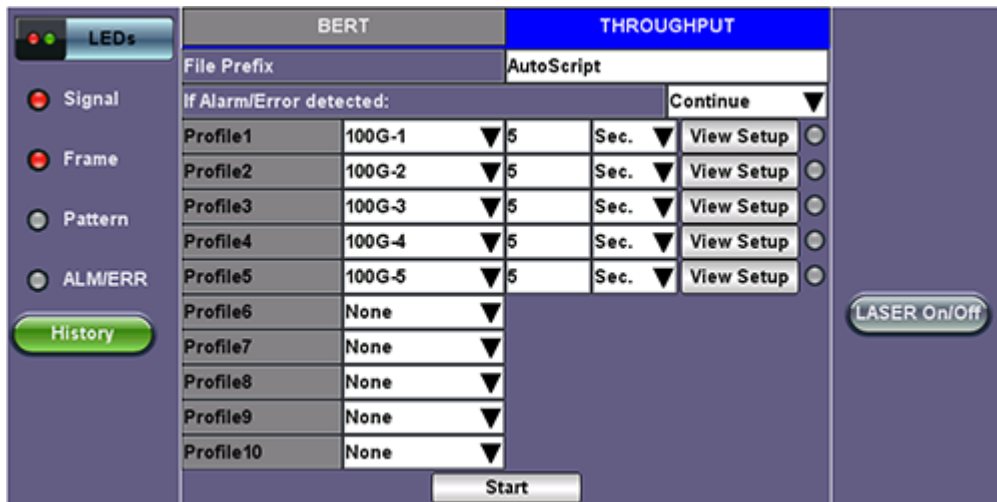 LEDs
Signal
Frame
Pattern
ALM/ERR
History
BERT THROUGHPUT
File Prefix AutoScript
If Alarm/Error detected: Continue
Profile1 100G-1 5 Sec. View Setup
Profile2 100G-2 5 Sec. View Setup
Profile3 100G-3 5 Sec. View Setup
Profile4 100G-4 5 Sec. View Setup
Profile5 100G-5 5 Sec. View Setup
Profile6 None
Profile7 None
Profile8 None
Profile9 None
Profile10 None
Start
LASER On/Off